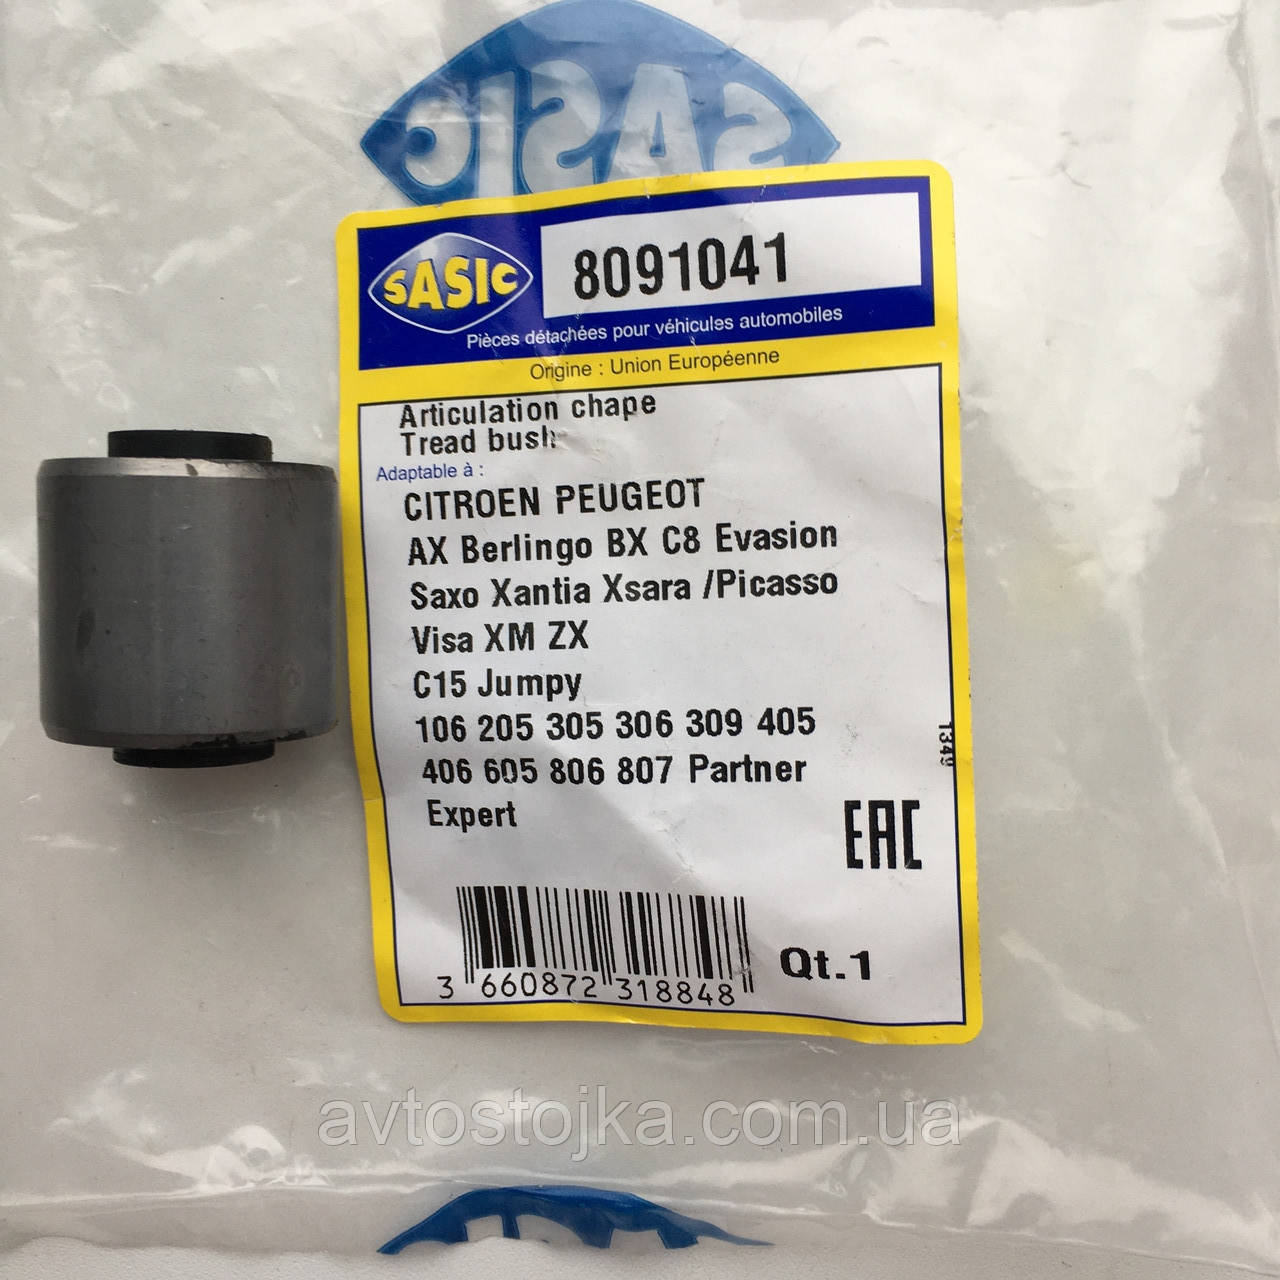 SASIC
SASIC
8091041
Pièces détachées pour véhicules automobiles
Origine : Union Européenne
Articulation chape
Tread bush
Adaptable à :
CITROEN PEUGEOT
AX Berlingo BX C8 Evasion
Saxo Xantia Xsara /Picasso
Visa XM ZX
C15 Jumpy
106 205 305 306 309 405
406 605 806 807 Partner
Expert
1349
EAC
3 660872 318848
Qt.1
avtostojka.com.ua